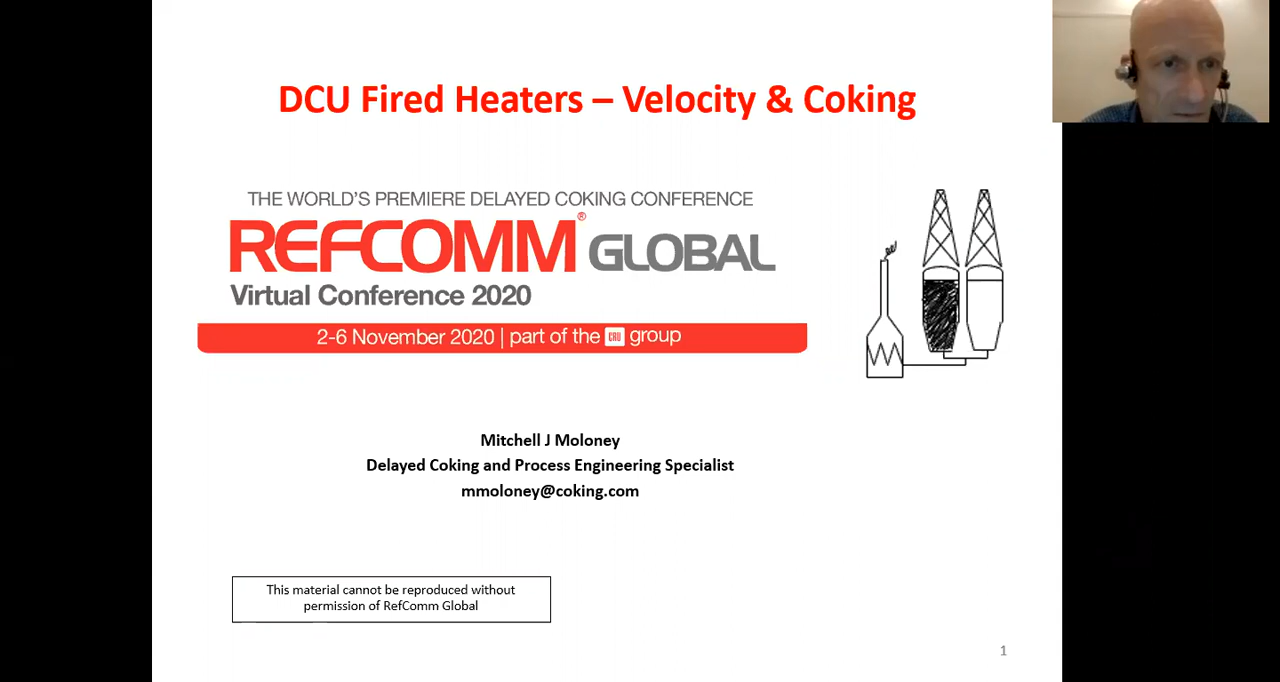 DCU Fired Heaters – Velocity & Coking
THE WORLD'S PREMIERE DELAYED COKING CONFERENCE
REFCOMM® GLOBAL
Virtual Conference 2020
2-6 November 2020 | part of the CRU group
Mitchell J Moloney
Delayed Coking and Process Engineering Specialist
mmoloney@coking.com
This material cannot be reproduced without
permission of RefComm Global
1